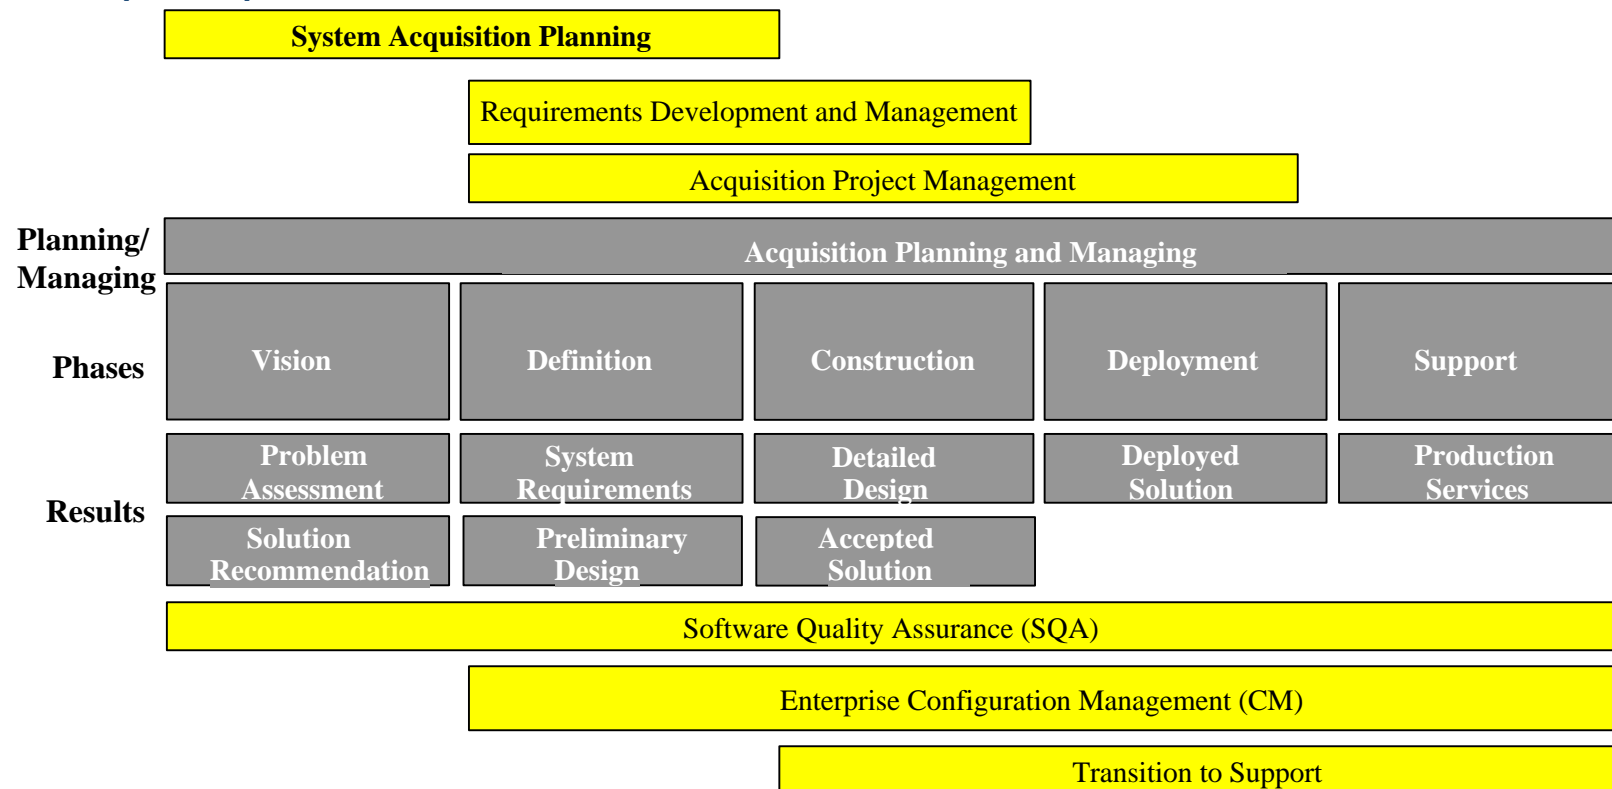 System Acquisition Planning
Requirements Development and Management
Acquisition Project Management
Planning/
Managing
Acquisition Planning and Managing
Phases
Vision
Definition
Construction
Deployment
Support
Results
Problem
Assessment
System
Requirements
Detailed
Design
Deployed
Solution
Production
Services
Solution
Recommendation
Preliminary
Design
Accepted
Solution
Software Quality Assurance (SQA)
Enterprise Configuration Management (CM)
Transition to Support